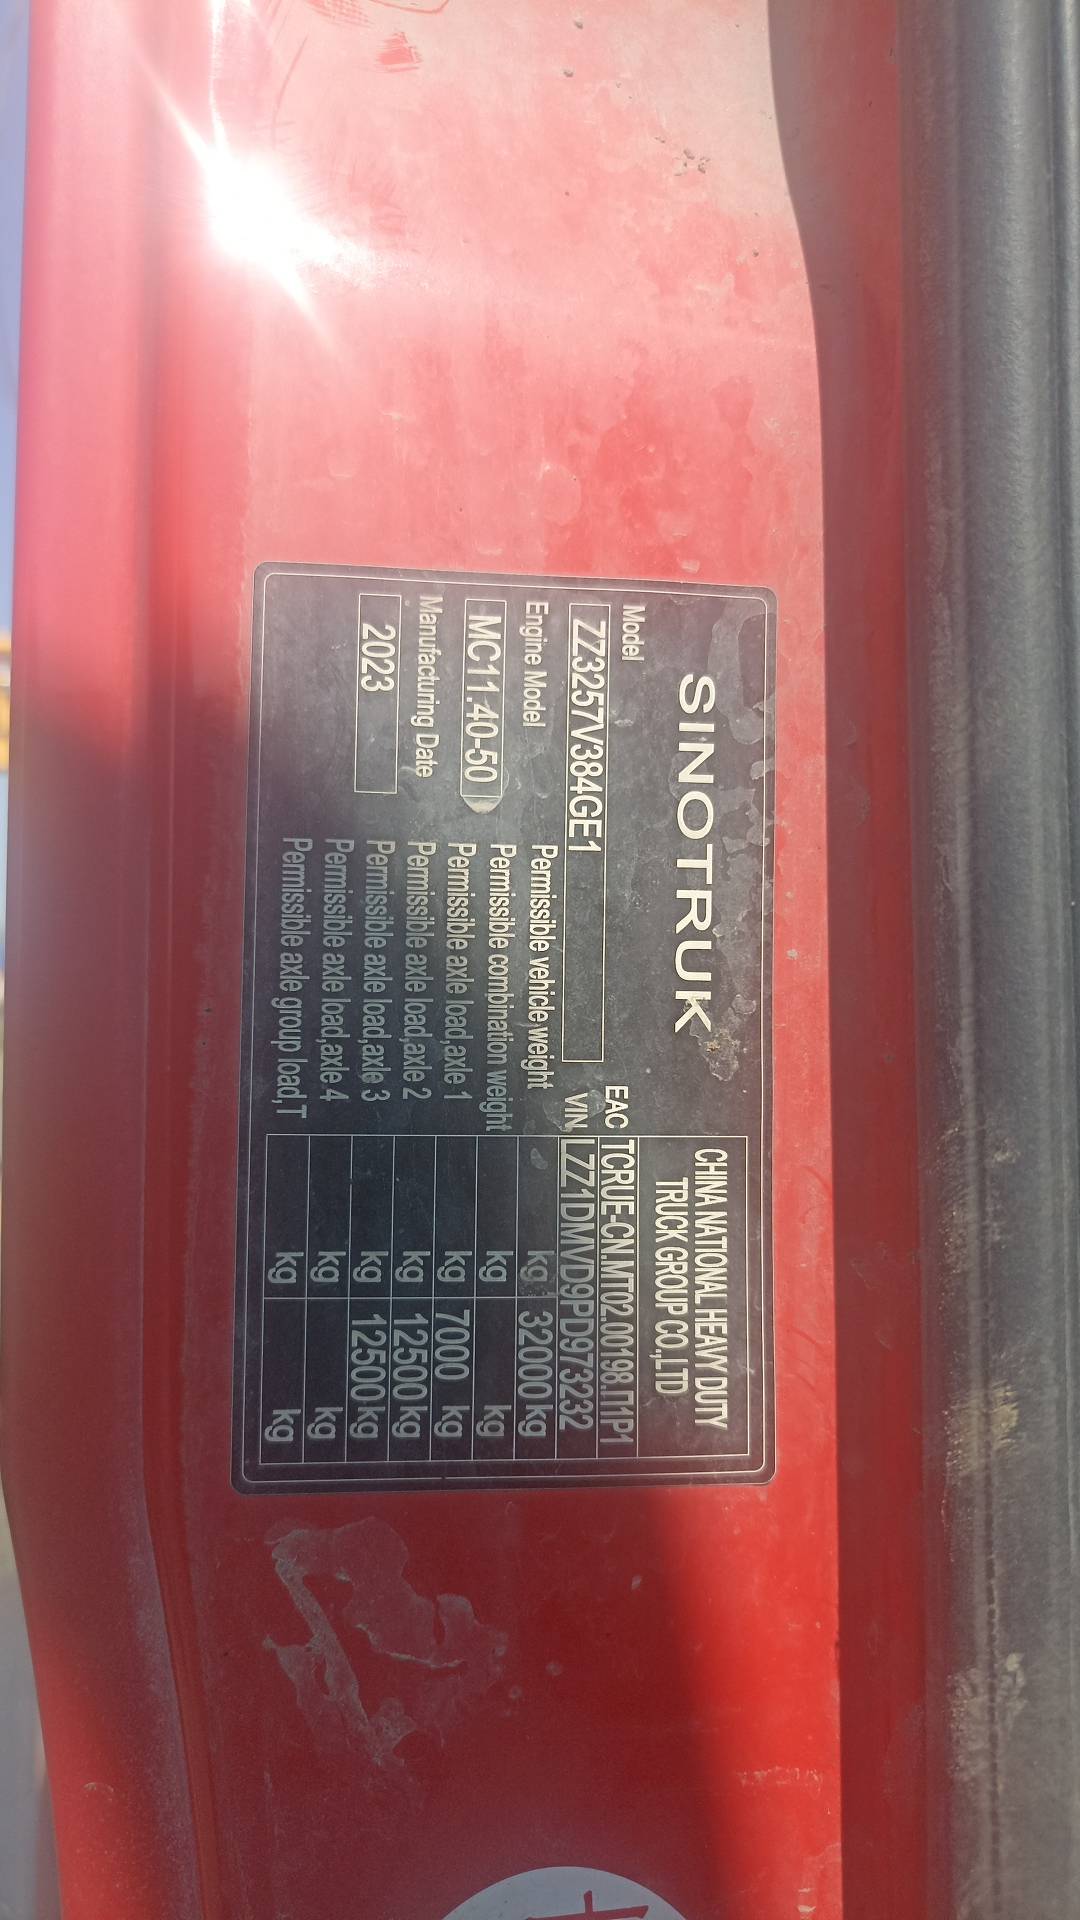 SINOTRUK
CHINA NATIONAL HEAVY DUTY
TRUCK GROUP CO.,LTD
Model
EAC TCRUE-CN.MT02.00198.П1P1
ZZ3257V384GE1
VIN LZZ1DMVD9PD973232
Engine Model
Permissible vehicle weight kg 32000kg
MC11.40-50
Permissible combination weight kg kg
Permissible axle load,axle 1 kg 7000 kg
Manufacturing Date
Permissible axle load,axle 2 kg 12500kg
2023
Permissible axle load,axle 3 kg 12500kg
Permissible axle load,axle 4 kg kg
Permissible axle group load,T kg kg